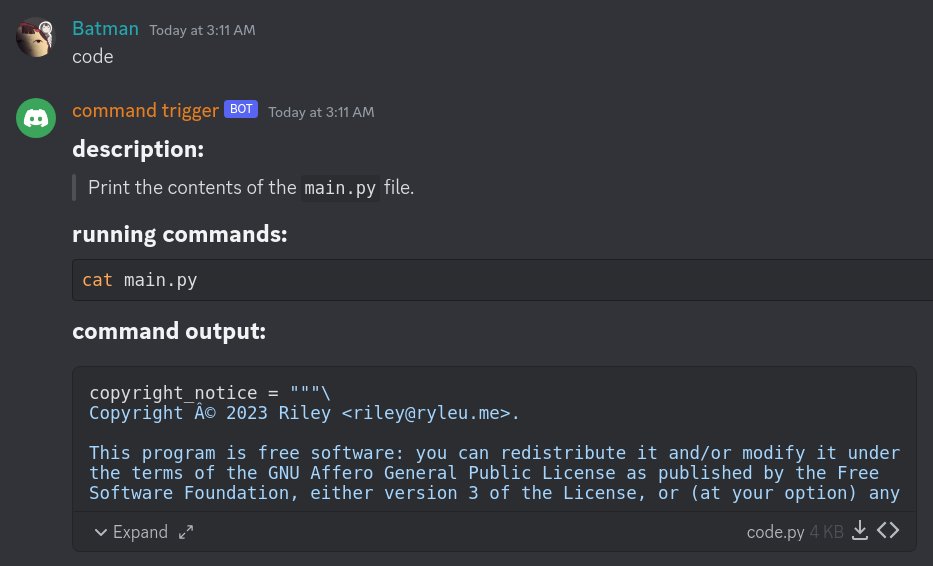 Batman Today at 3:11 AM
code
command trigger BOT Today at 3:11 AM
description:
Print the contents of the main.py file.
running commands:
cat main.py
command output:
copyright_notice = """\
Copyright Â© 2023 Riley <riley@ryleu.me>.
This program is free software: you can redistribute it and/or modify it under
the terms of the GNU Affero General Public License as published by the Free
Software Foundation, either version 3 of the License, or (at your option) any
Expand code.py 4 KB